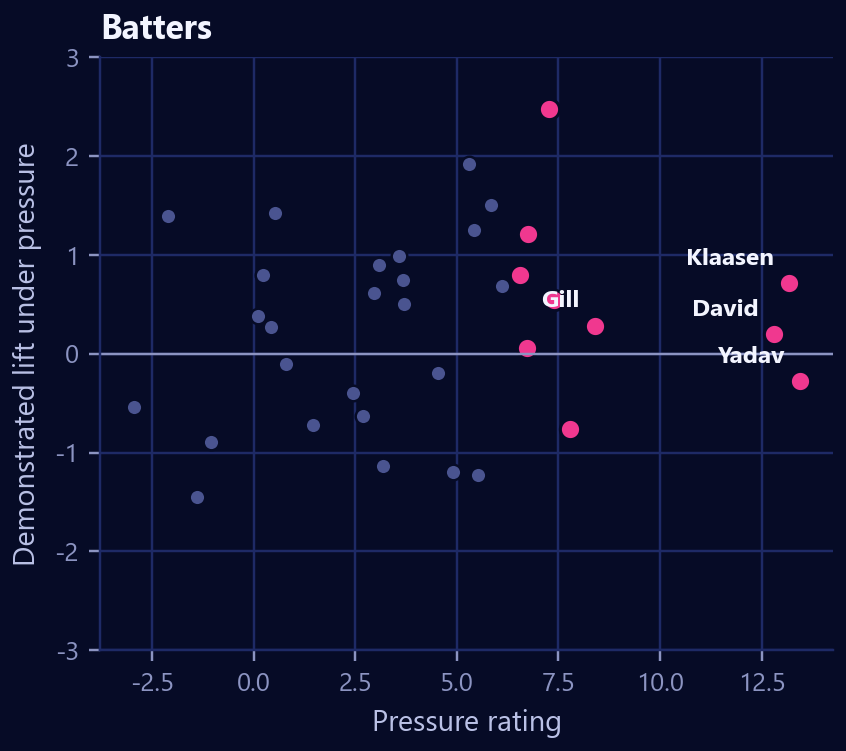 Batters
3
2
1
0
-1
-2
-3
Demonstrated lift under pressure
Klaasen
Gill
David
Yadav
-2.5 0.0 2.5 5.0 7.5 10.0 12.5
Pressure rating